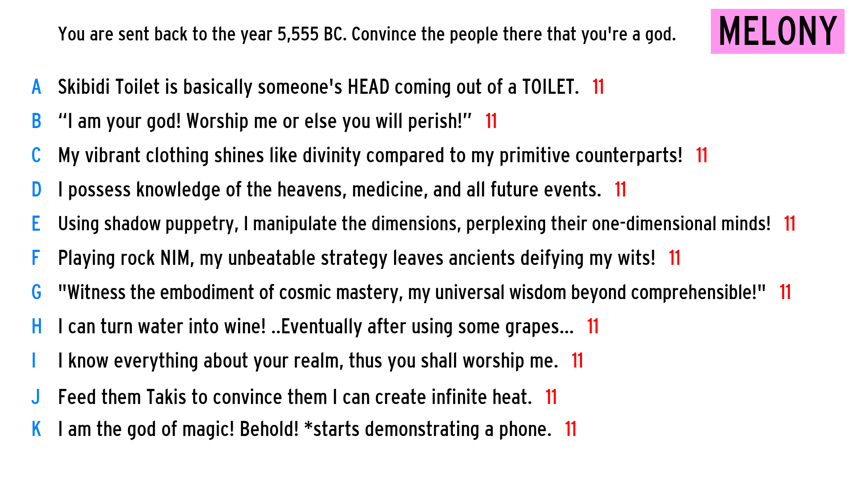 You are sent back to the year 5,555 BC. Convince the people there that you're a god.
MELONY
A Skibidi Toilet is basically someone's HEAD coming out of a TOILET. 11
B “I am your god! Worship me or else you will perish!” 11
C My vibrant clothing shines like divinity compared to my primitive counterparts! 11
D I possess knowledge of the heavens, medicine, and all future events. 11
E Using shadow puppetry, I manipulate the dimensions, perplexing their one-dimensional minds! 11
F Playing rock NIM, my unbeatable strategy leaves ancients deifying my wits! 11
G "Witness the embodiment of cosmic mastery, my universal wisdom beyond comprehensible!" 11
H I can turn water into wine! ..Eventually after using some grapes... 11
I I know everything about your realm, thus you shall worship me. 11
J Feed them Takis to convince them I can create infinite heat. 11
K I am the god of magic! Behold! *starts demonstrating a phone. 11